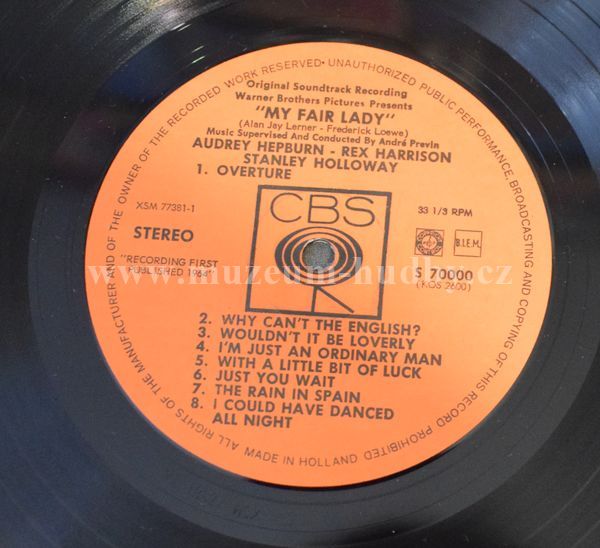 ALL RIGHTS OF THE MANUFACTURER AND OF THE OWNER OF THE RECORDED WORK RESERVED · UNAUTHORIZED PUBLIC PERFORMANCE, BROADCASTING AND COPYING OF THIS RECORD PROHIBITED
Original Soundtrack Recording
Warner Brothers Pictures Presents
"MY FAIR LADY"
(Alan Jay Lerner - Frederick Loewe)
Music Supervised and Conducted By André Previn
AUDREY HEPBURN - REX HARRISON
STANLEY HOLLOWAY
1. OVERTURE
CBS
XSM 77381-1
33 1/3 RPM
STEREO
B.I.E.M.
"RECORDING FIRST
PUBLISHED 1964"
S 70000
(KOS 2600)
www.muzeum-hudby.cz
2. WHY CAN'T THE ENGLISH?
3. WOULDN'T IT BE LOVERLY
4. I'M JUST AN ORDINARY MAN
5. WITH A LITTLE BIT OF LUCK
6. JUST YOU WAIT
7. THE RAIN IN SPAIN
8. I COULD HAVE DANCED
ALL NIGHT
MADE IN HOLLAND